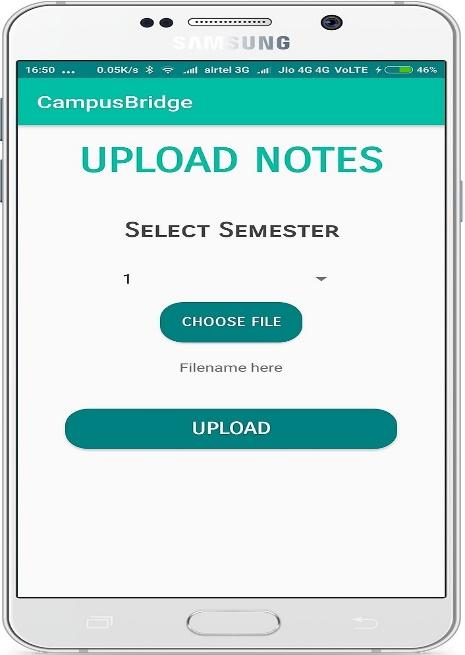 SAMSUNG
16:50 ... 0.05K/s airtel 3G Jio 4G 4G VoLTE 46%
CampusBridge
UPLOAD NOTES
SELECT SEMESTER
1
CHOOSE FILE
Filename here
UPLOAD